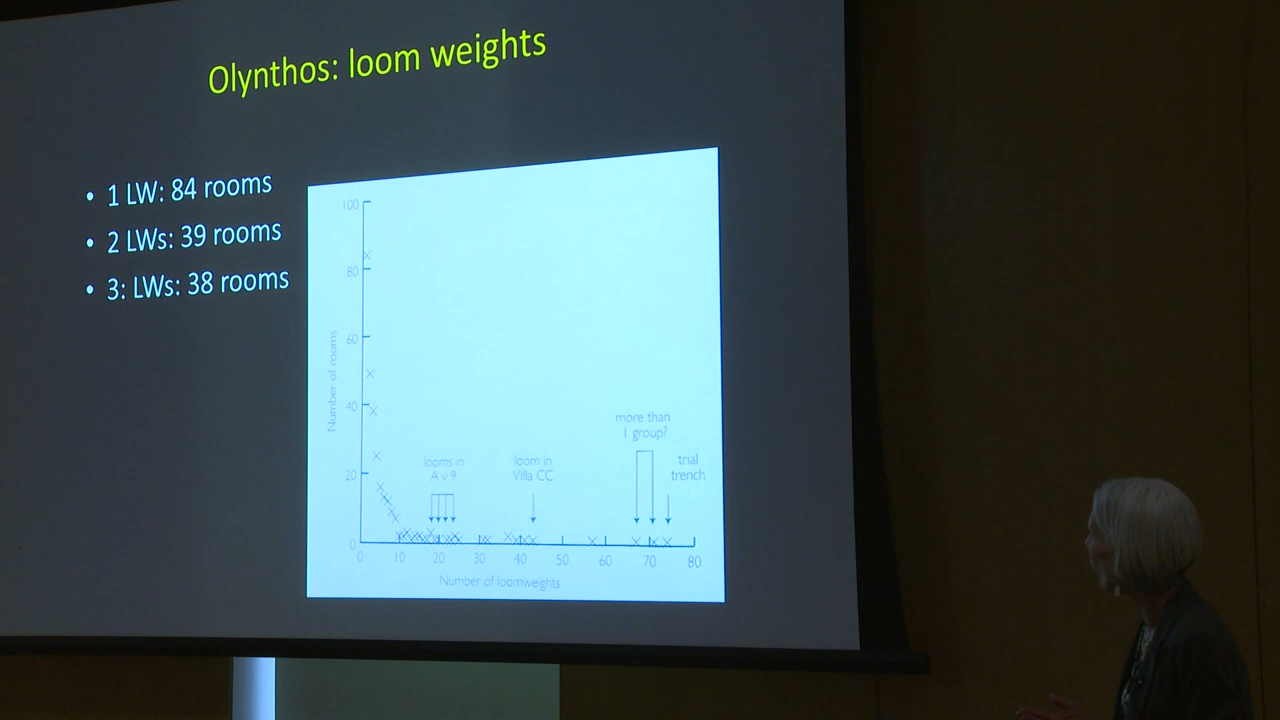 Olynthos: loom weights
• 1 LW: 84 rooms
• 2 LWs: 39 rooms
• 3: LWs: 38 rooms
100
80
60
40
20
0
Number of rooms
more than
1 group?
looms in
A v 9
loom in
Villa CC
trial
trench
0 10 20 30 40 50 60 70 80
Number of loomweights